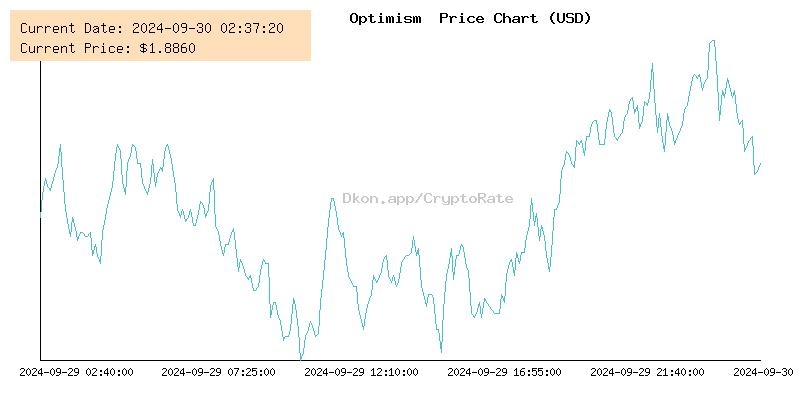 Optimism Price Chart (USD)
Current Date: 2024-09-30 02:37:20
Current Price: $1.8860
Dkon.app/CryptoRate
2024-09-29 02:40:00 2024-09-29 07:25:00 2024-09-29 12:10:00 2024-09-29 16:55:00 2024-09-29 21:40:00 2024-09-30